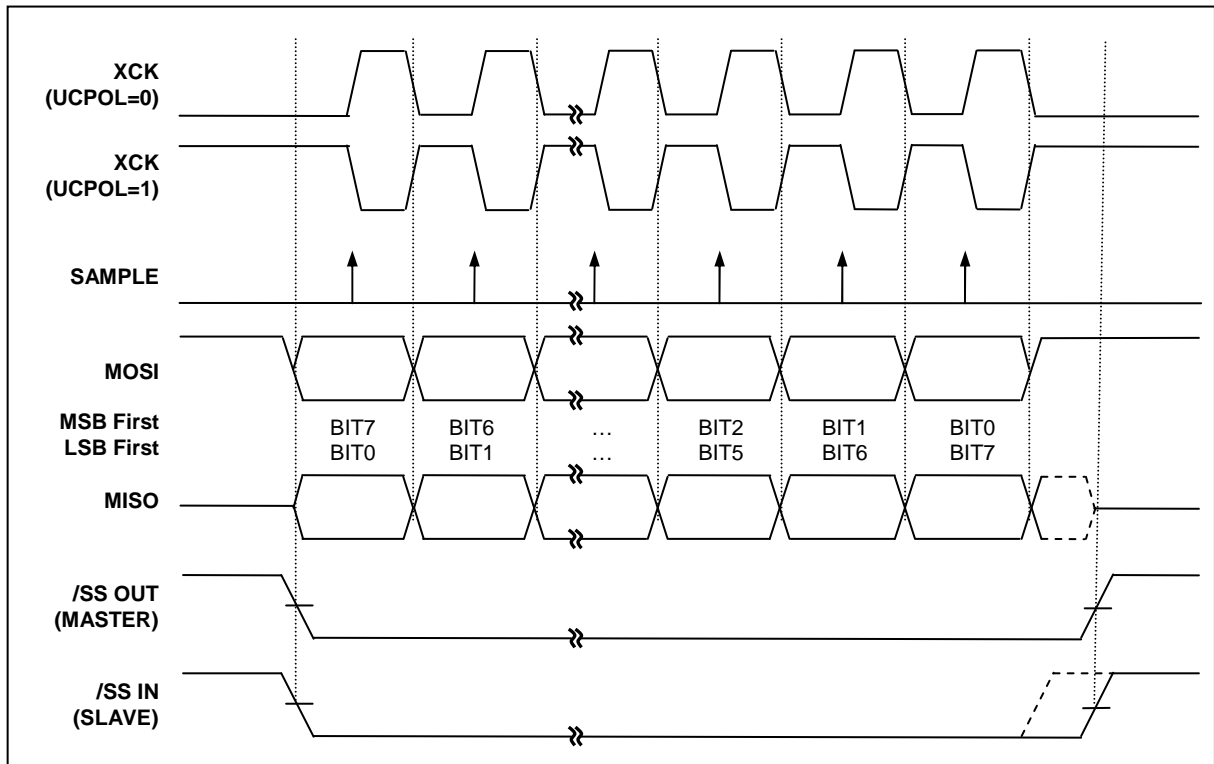 XCK
(UCPOL=0)
XCK
(UCPOL=1)
SAMPLE
MOSI
MSB First BIT7 BIT6 … BIT2 BIT1 BIT0
LSB First BIT0 BIT1 … BIT5 BIT6 BIT7
MISO
/SS OUT
(MASTER)
/SS IN
(SLAVE)